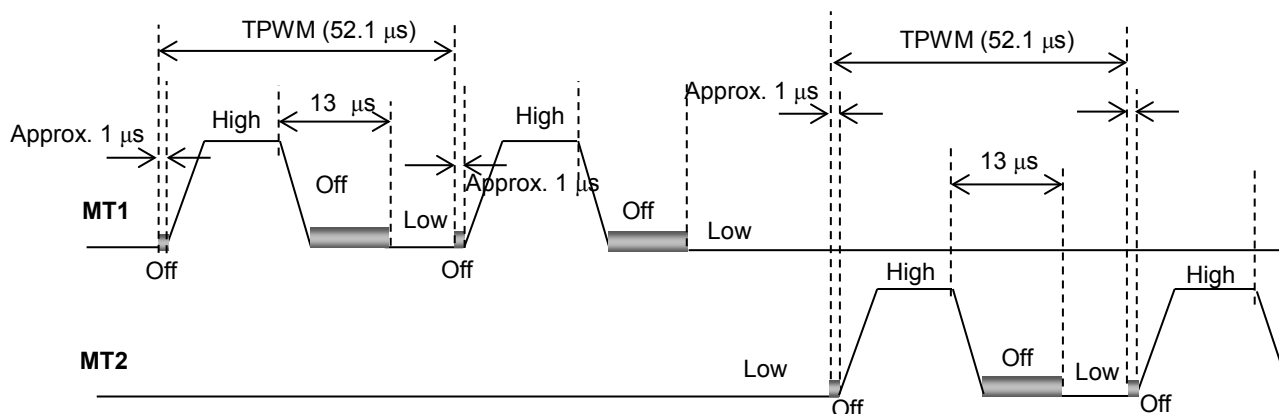 TPWM (52.1 μs)
TPWM (52.1 μs)
Approx. 1 μs
13 μs
High
High
Approx. 1 μs
Approx. 1 μs
Off
Off
13 μs
MT1
Low
Low
Off
Off
High
High
MT2
Low
Off
Low
Off
Off